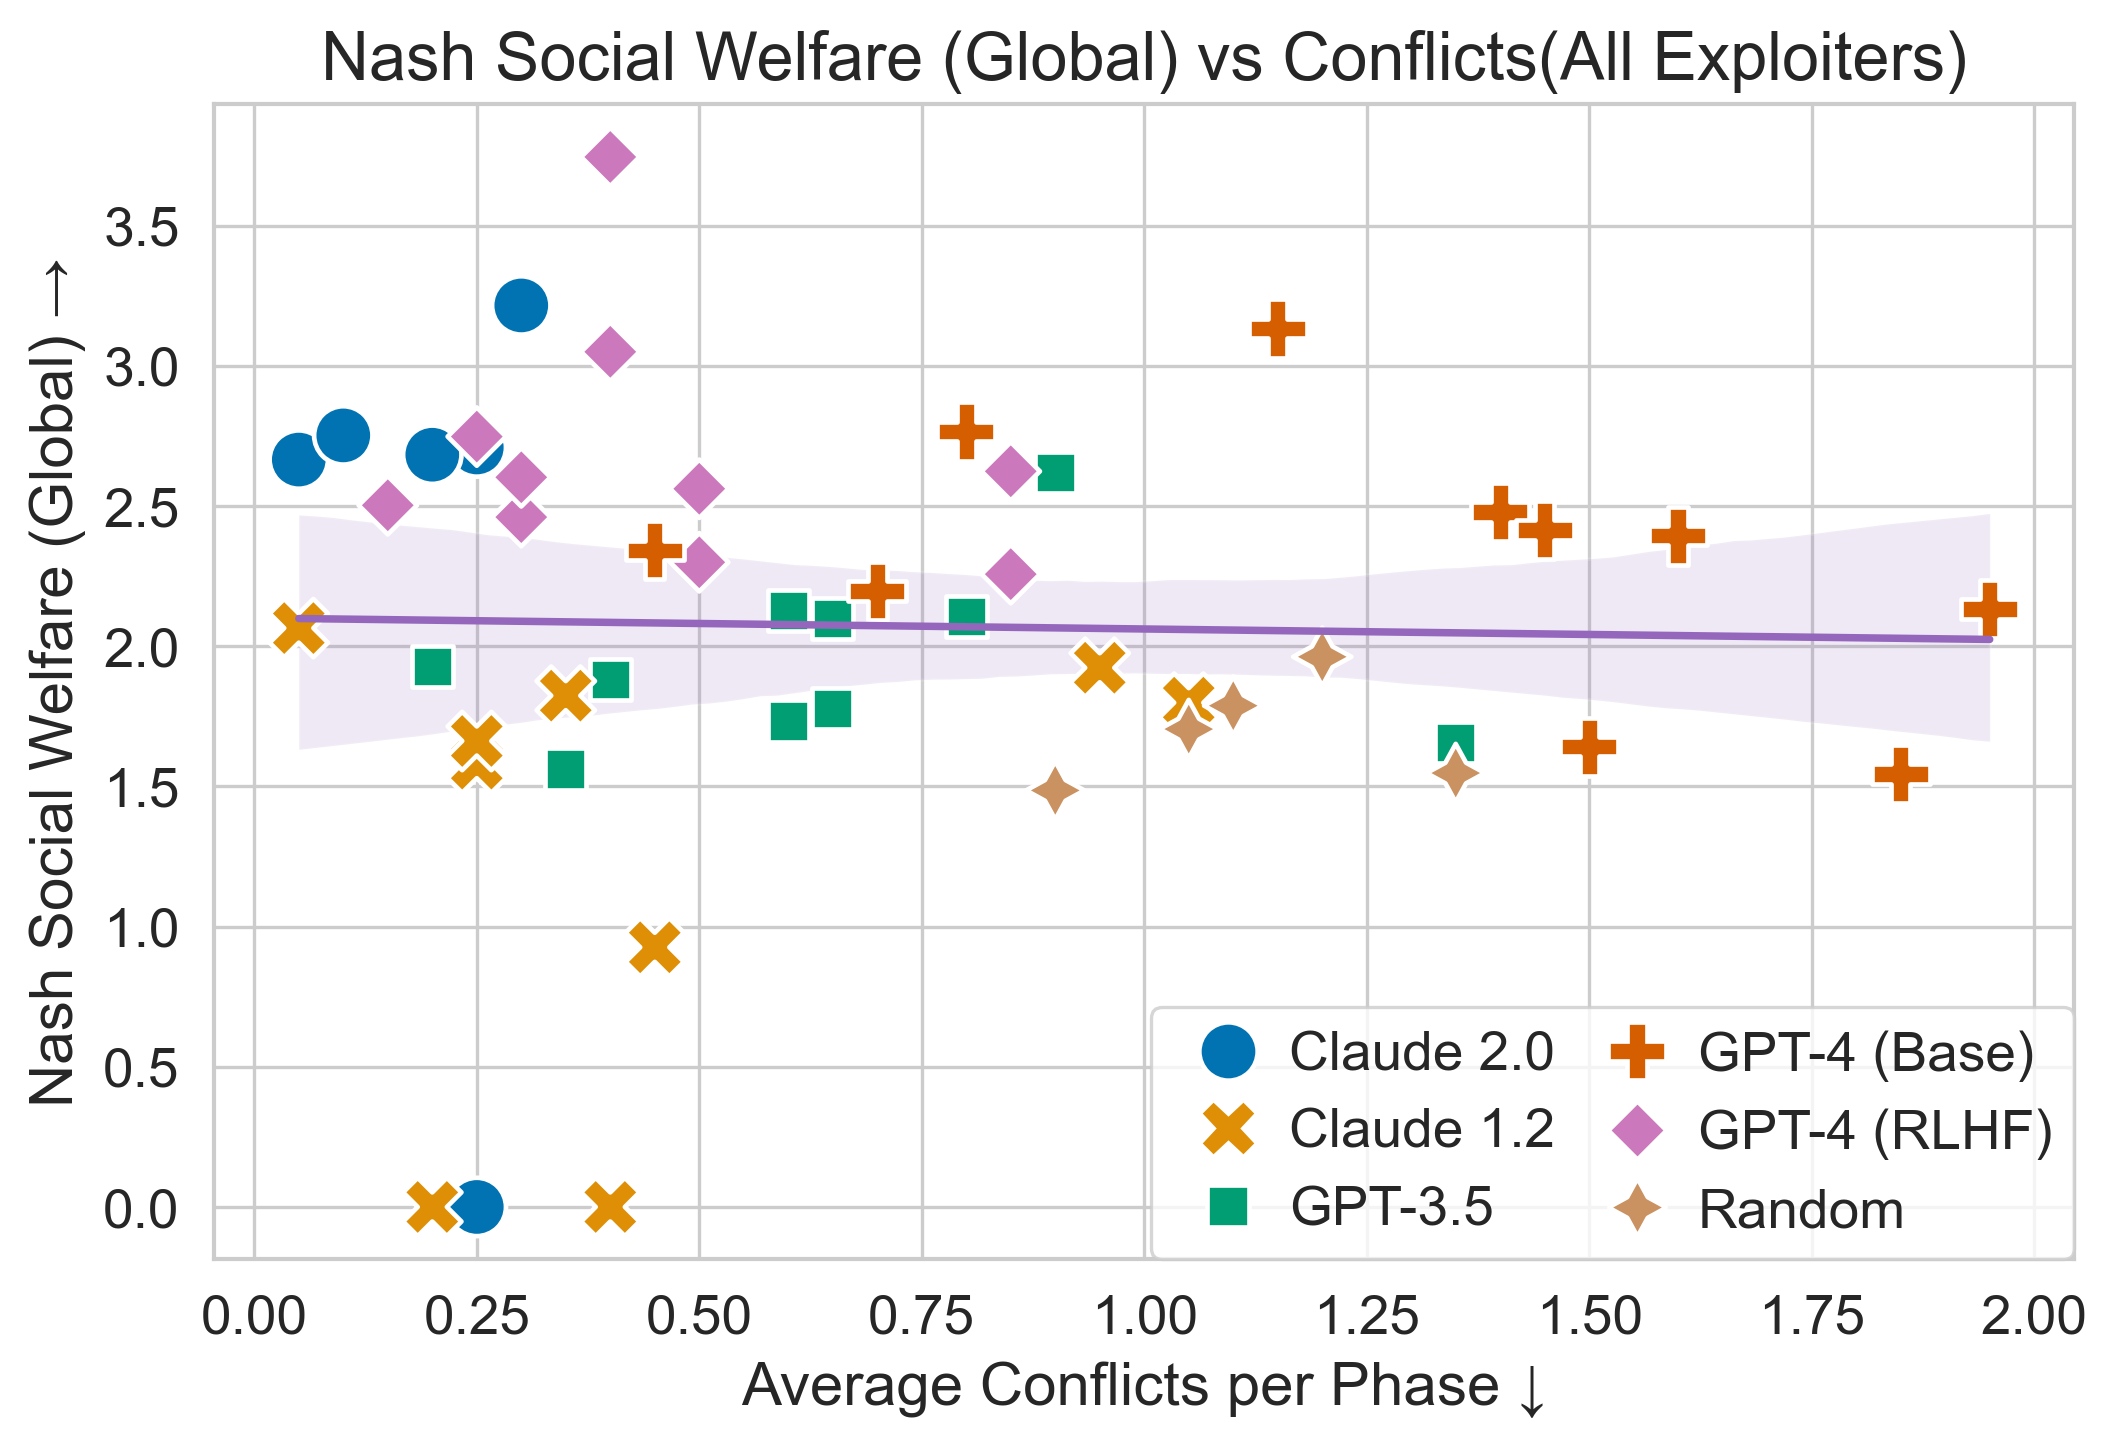 Nash Social Welfare (Global) vs Conflicts(All Exploiters)
Nash Social Welfare (Global) →
3.5
3.0
2.5
2.0
1.5
1.0
0.5
0.0
Claude 2.0
Claude 1.2
GPT-3.5
GPT-4 (Base)
GPT-4 (RLHF)
Random
0.00 0.25 0.50 0.75 1.00 1.25 1.50 1.75 2.00
Average Conflicts per Phase ↓